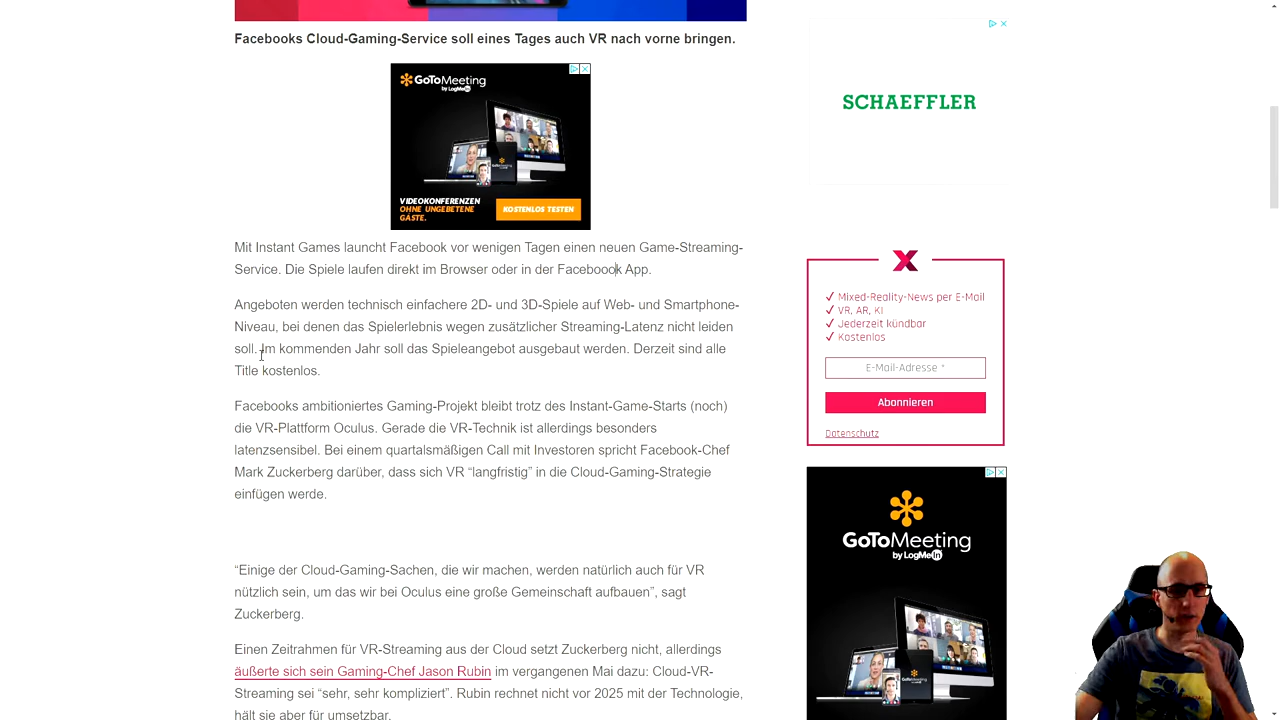 Facebooks Cloud-Gaming-Service soll eines Tages auch VR nach vorne bringen.
GoToMeeting
by LogMeIn
VIDEOKONFERENZEN
OHNE UNGEBETENE
GÄSTE.
KOSTENLOS TESTEN
Mit Instant Games launcht Facebook vor wenigen Tagen einen neuen Game-Streaming-
Service. Die Spiele laufen direkt im Browser oder in der Faceboook App.
Angeboten werden technisch einfachere 2D- und 3D-Spiele auf Web- und Smartphone-
Niveau, bei denen das Spielerlebnis wegen zusätzlicher Streaming-Latenz nicht leiden
soll. Im kommenden Jahr soll das Spieleangebot ausgebaut werden. Derzeit sind alle
Title kostenlos.
Facebooks ambitioniertes Gaming-Projekt bleibt trotz des Instant-Game-Starts (noch)
die VR-Plattform Oculus. Gerade die VR-Technik ist allerdings besonders
latenzsensibel. Bei einem quartalsmäßigen Call mit Investoren spricht Facebook-Chef
Mark Zuckerberg darüber, dass sich VR “langfristig” in die Cloud-Gaming-Strategie
einfügen werde.
“Einige der Cloud-Gaming-Sachen, die wir machen, werden natürlich auch für VR
nützlich sein, um das wir bei Oculus eine große Gemeinschaft aufbauen”, sagt
Zuckerberg.
Einen Zeitrahmen für VR-Streaming aus der Cloud setzt Zuckerberg nicht, allerdings
äußerte sich sein Gaming-Chef Jason Rubin im vergangenen Mai dazu: Cloud-VR-
Streaming sei “sehr, sehr kompliziert”. Rubin rechnet nicht vor 2025 mit der Technologie,
hält sie aber für umsetzbar.
SCHAEFFLER
Mixed-Reality-News per E-Mail
VR, AR, KI
Jederzeit kündbar
Kostenlos
E-Mail-Adresse *
Abonnieren
Datenschutz
GoToMeeting
by LogMeIn